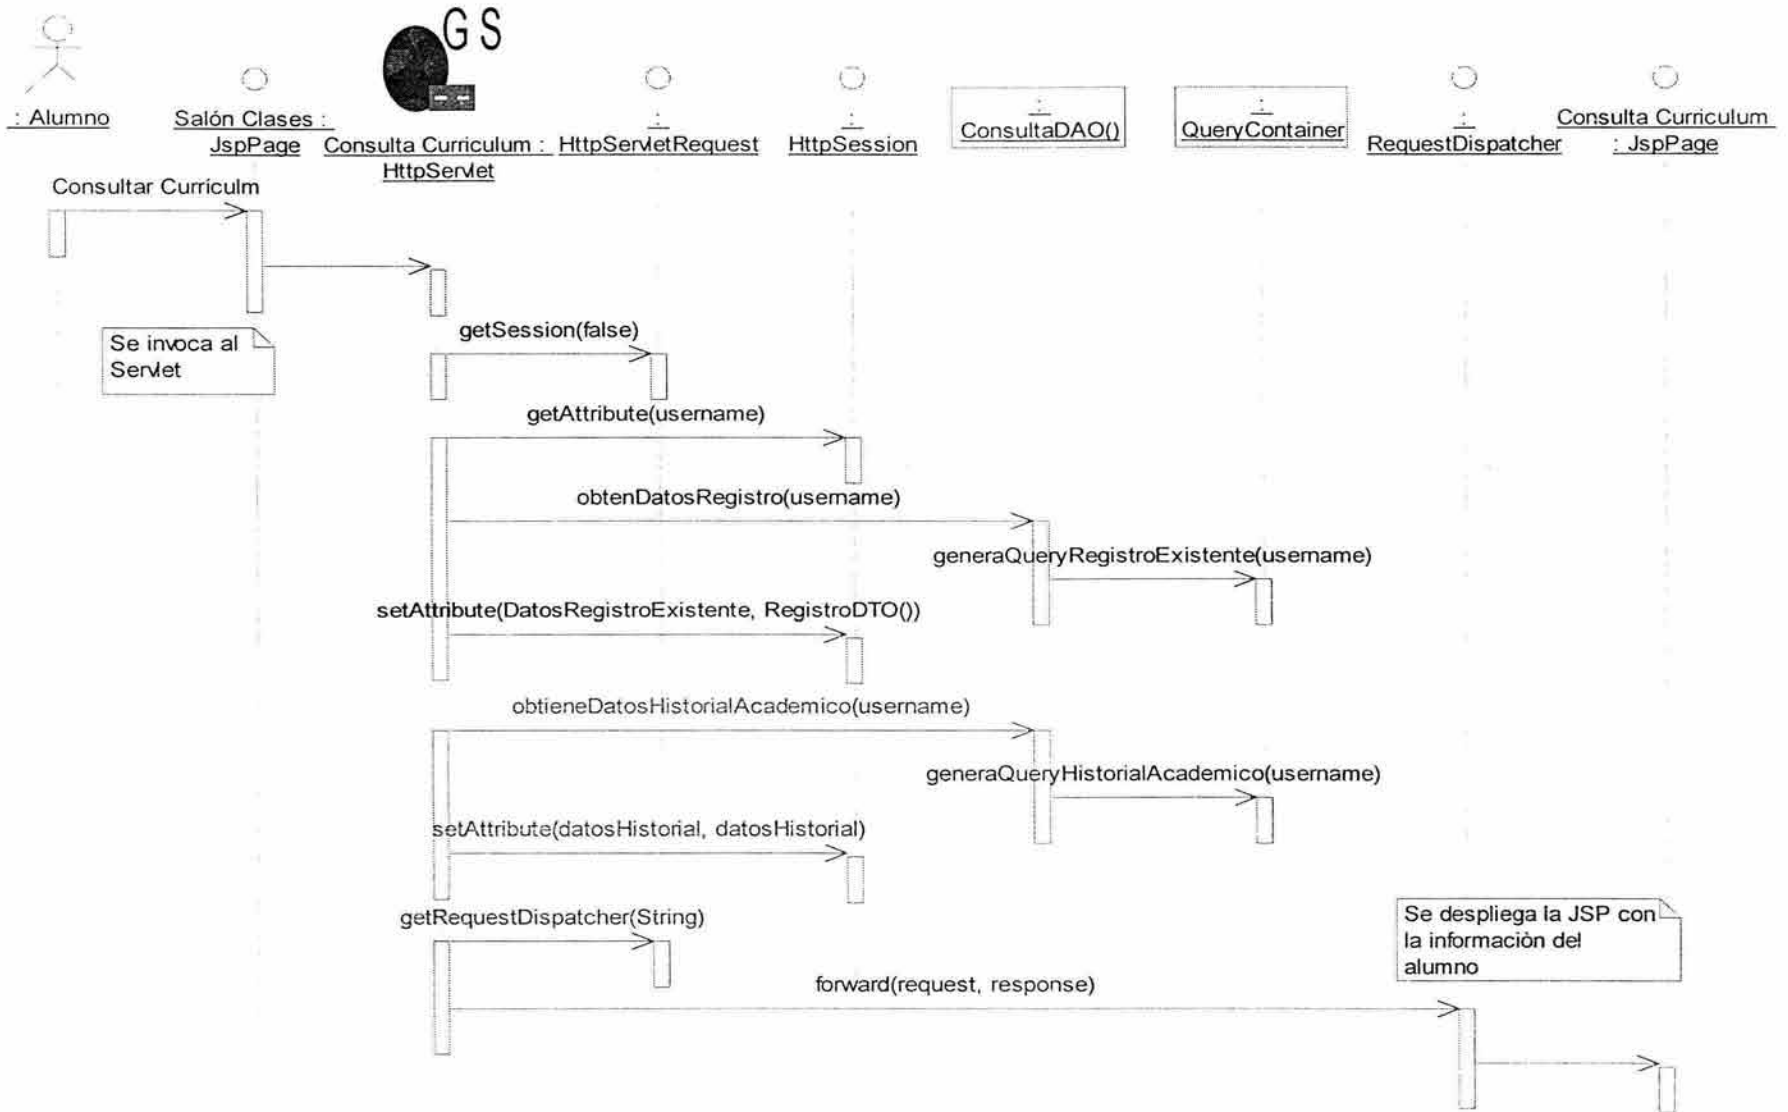 GS
: Alumno
Salón Clases :
JspPage
Consulta Curriculum :
HttpServlet
:
HttpServletRequest
:
HttpSession
:
ConsultaDAO()
:
QueryContainer
:
RequestDispatcher
Consulta Curriculum
: JspPage
Consultar Currículm
Se invoca al
Servlet
getSession(false)
getAttribute(username)
obtenDatosRegistro(username)
generaQueryRegistroExistente(username)
setAttribute(DatosRegistroExistente, RegistroDTO())
obtieneDatosHistorialAcademico(username)
generaQueryHistorialAcademico(username)
setAttribute(datosHistorial, datosHistorial)
getRequestDispatcher(String)
Se despliega la JSP con
la informaciòn del
alumno
forward(request, response)